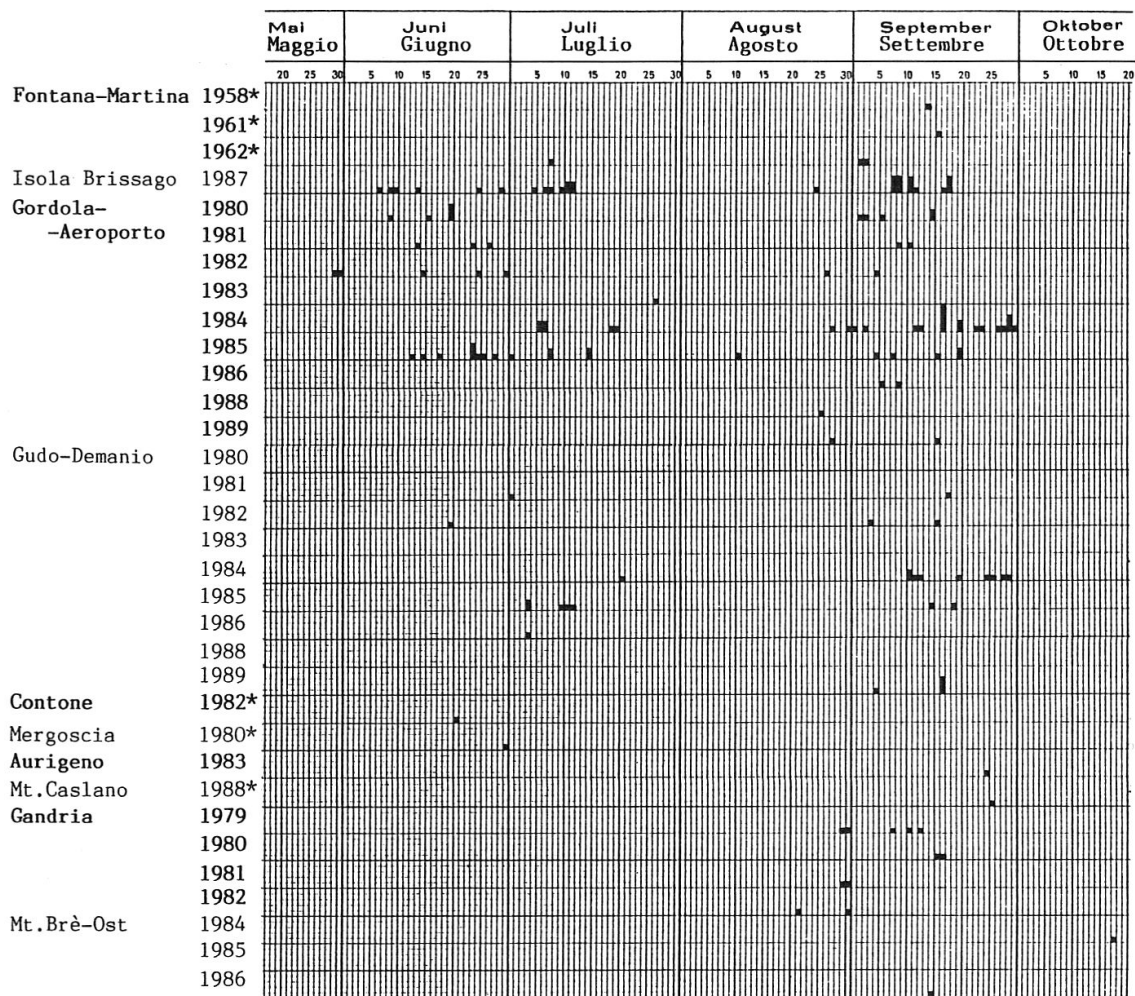 Mai Juni Juli August September Oktober
Maggio Giugno Luglio Agosto Settembre Ottobre
20 25 30 5 10 15 20 25 5 10 15 20 25 30 5 10 15 20 25 30 5 10 15 20 25 5 10 15 20
Fontana-Martina 1958*
1961*
1962*
Isola Brissago 1987
Gordola- 1980
-Aeroporto 1981
1982
1983
1984
1985
1986
1988
1989
Gudo-Demanio 1980
1981
1982
1983
1984
1985
1986
1988
1989
Contone 1982*
Mergoscia 1980*
Aurigeno 1983
Mt.Caslano 1988*
Gandria 1979
1980
1981
1982
Mt.Brè-Ost 1984
1985
1986